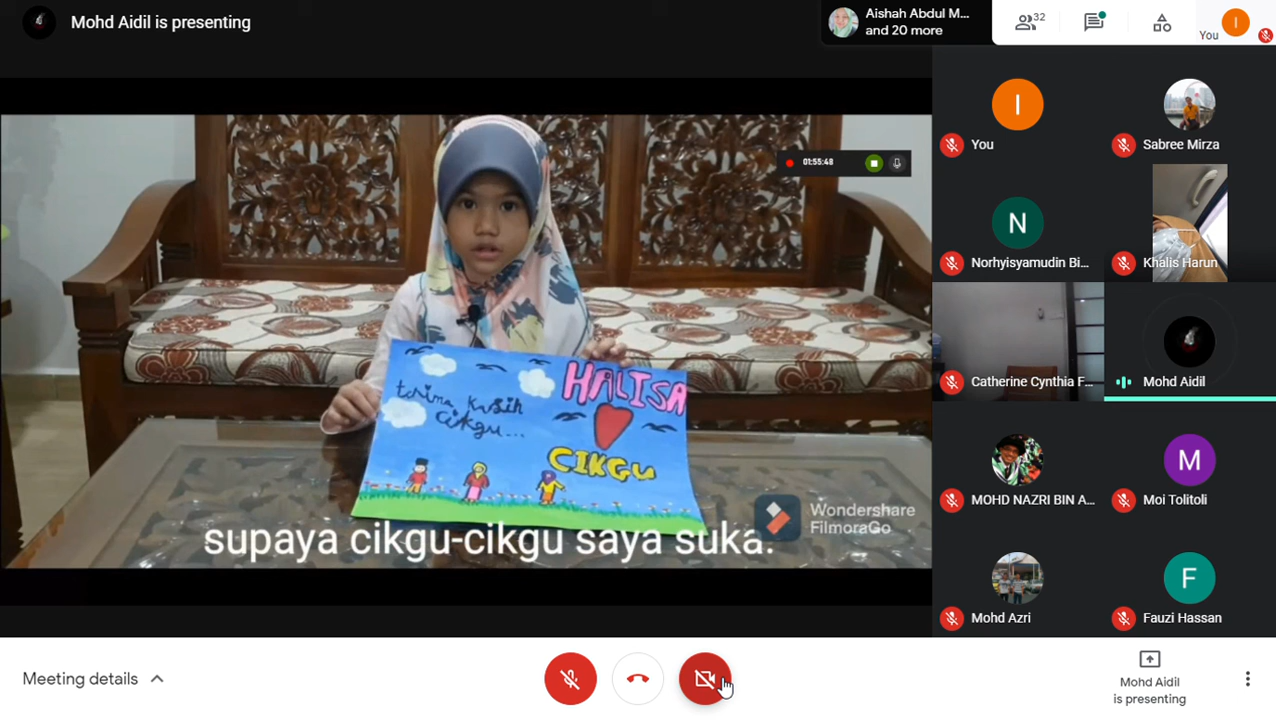 Mohd Aidil is presenting
Aishah Abdul M...
and 20 more
32
You
I
01:55:48
I
You
Sabree Mirza
N
Norhyisyamudin Bi...
Khalis Harun
terima kasih
cikgu...
HALISA
CIKGU
Catherine Cynthia F...
Mohd Aidil
MOHD NAZRI BIN A...
M
Moi Tolitoli
Wondershare
FilmoraGo
supaya cikgu-cikgu saya suka.
Mohd Azri
F
Fauzi Hassan
Meeting details
Mohd Aidil
is presenting